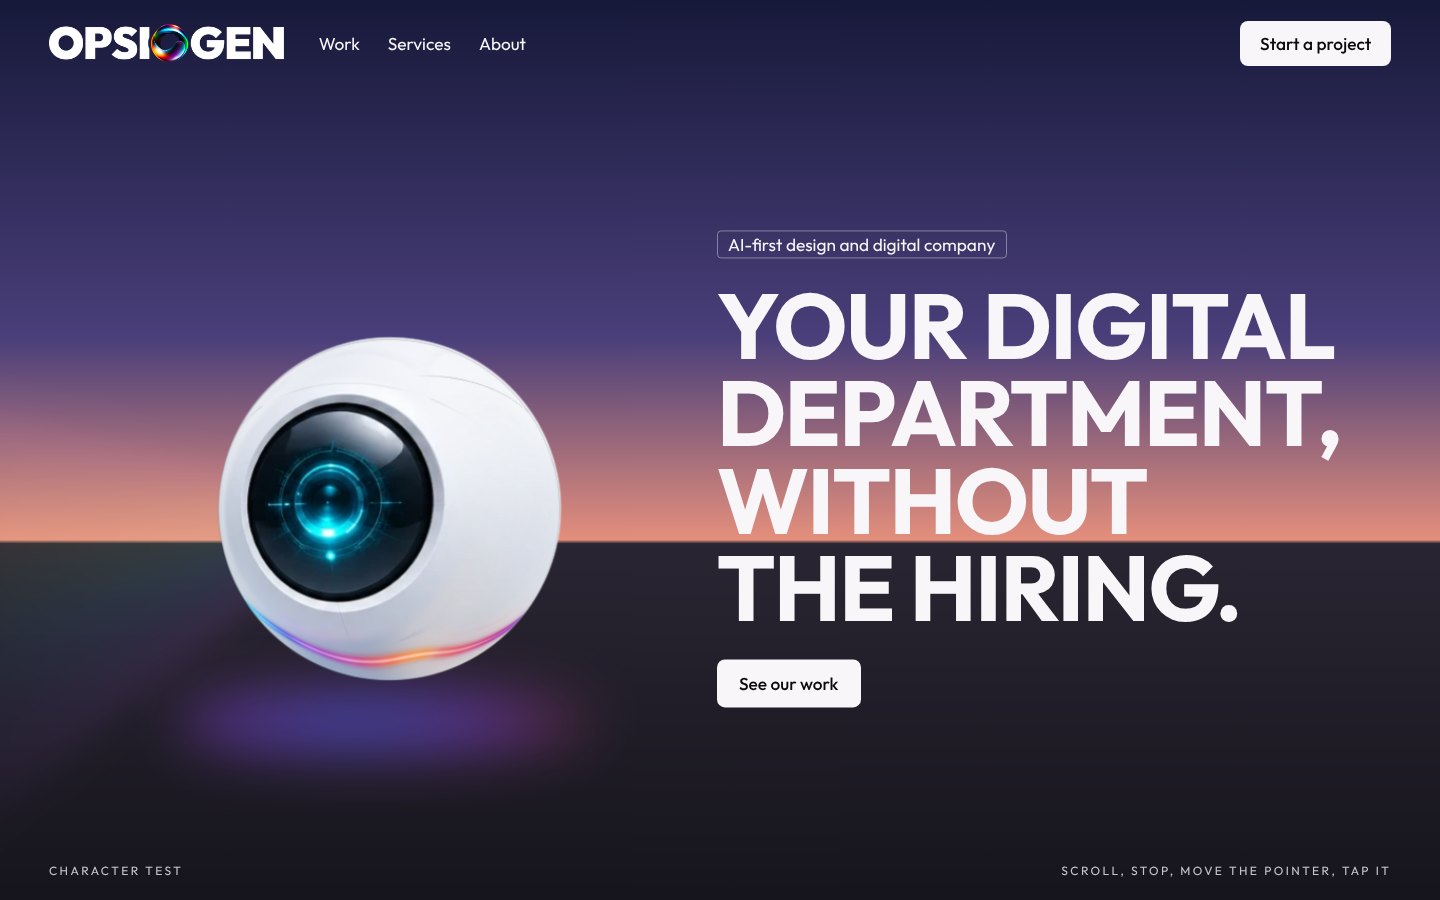 OPSIOGEN
Work
Services
About
Start a project
AI-first design and digital company
YOUR DIGITAL
DEPARTMENT,
WITHOUT
THE HIRING.
See our work
CHARACTER TEST
SCROLL, STOP, MOVE THE POINTER, TAP IT